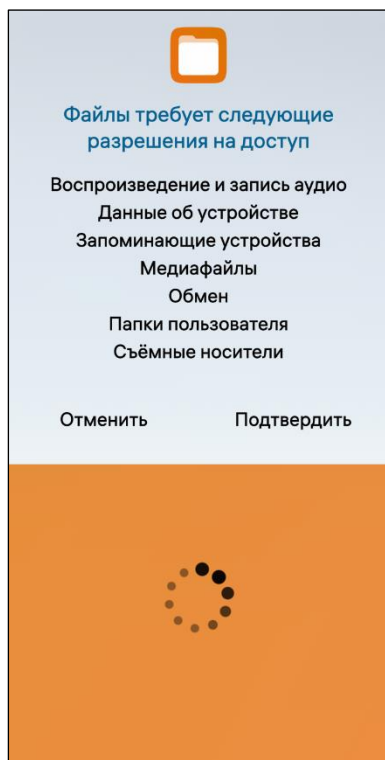 Файлы требует следующие
разрешения на доступ
Воспроизведение и запись аудио
Данные об устройстве
Запоминающие устройства
Медиафайлы
Обмен
Папки пользователя
Съёмные носители
Отменить Подтвердить